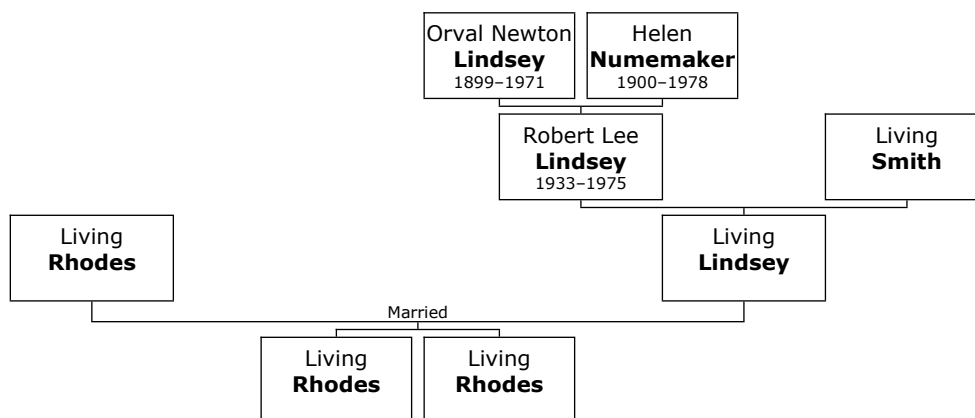 Orval Newton
Lindsey
1899–1971
Helen
Numemaker
1900–1978
Robert Lee
Lindsey
1933–1975
Living
Smith
Living
Rhodes
Living
Lindsey
Married
Living
Rhodes
Living
Rhodes